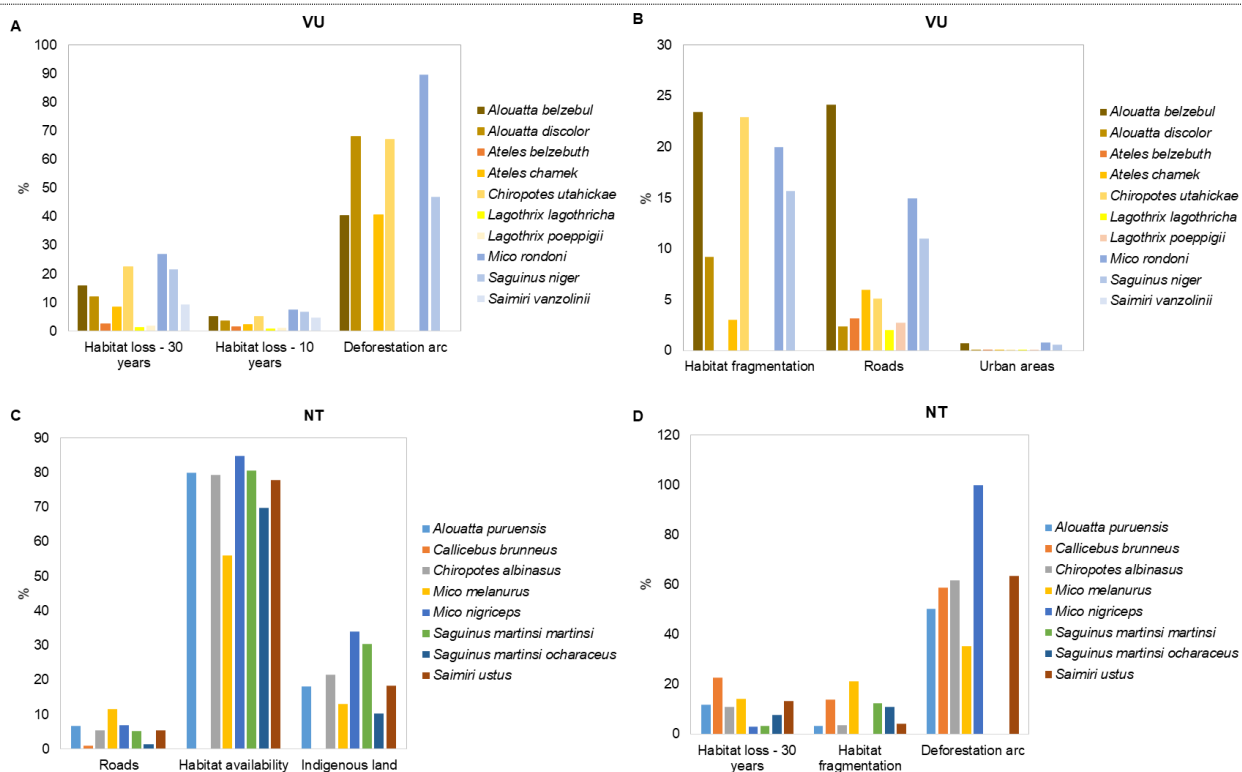 A
VU
%
100
90
80
70
60
50
40
30
20
10
0
Habitat loss - 30
years
Habitat loss - 10
years
Deforestation arc
Alouatta belzebul
Alouatta discolor
Ateles belzebuth
Ateles chamek
Chiropotes utahickae
Lagothrix lagothricha
Lagothrix poeppigii
Mico rondoni
Saguinus niger
Saimiri vanzolinii
B
VU
%
30
25
20
15
10
5
0
Habitat fragmentation
Roads
Urban areas
Alouatta belzebul
Alouatta discolor
Ateles belzebuth
Ateles chamek
Chiropotes utahickae
Lagothrix lagothricha
Lagothrix poeppigii
Mico rondoni
Saguinus niger
Saimiri vanzolinii
C
NT
%
90
80
70
60
50
40
30
20
10
0
Roads
Habitat availability
Indigenous land
Alouatta puruensis
Callicebus brunneus
Chiropotes albinasus
Mico melanurus
Mico nigriceps
Saguinus martinsi martinsi
Saguinus martinsi ocharaceus
Saimiri ustus
D
NT
%
120
100
80
60
40
20
0
Habitat loss - 30
years
Habitat
fragmentation
Deforestation arc
Alouatta puruensis
Callicebus brunneus
Chiropotes albinasus
Mico melanurus
Mico nigriceps
Saguinus martinsi martinsi
Saguinus martinsi ocharaceus
Saimiri ustus